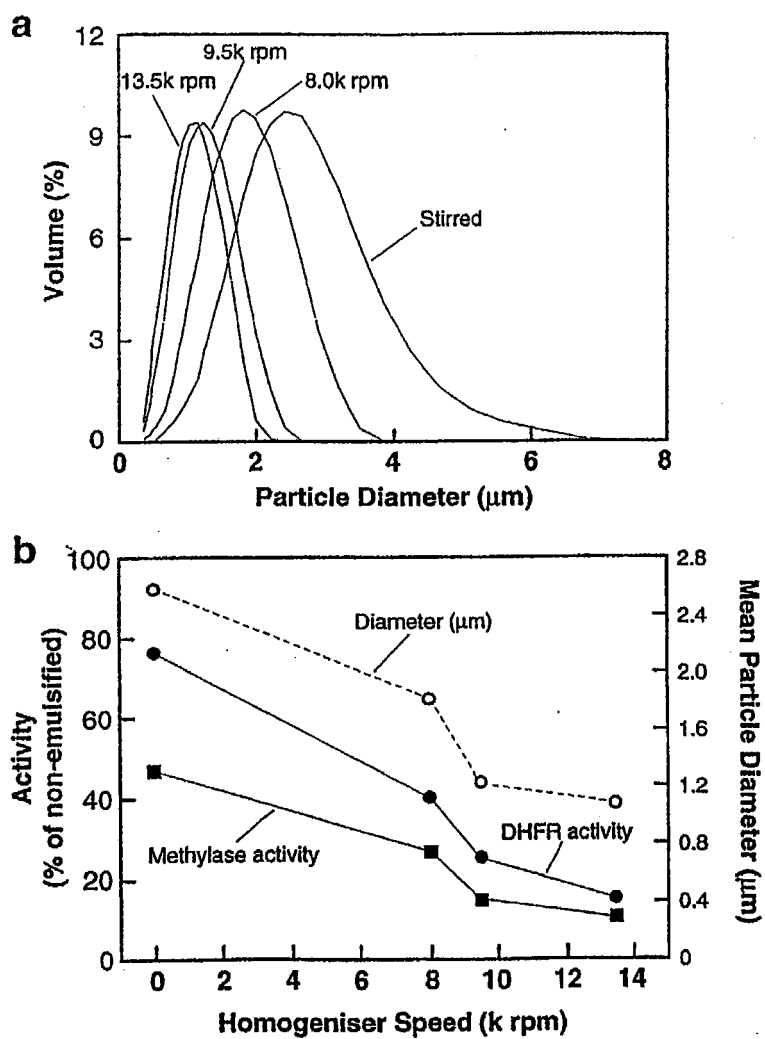 a
12
9
6
3
0
Volume (%)
13.5k rpm
9.5k rpm
8.0k rpm
Stirred
0 2 4 6 8
Particle Diameter (μm)
b
100
80
60
40
20
0
Activity
(% of non-emulsified)
Diameter (μm)
DHFR activity
Methylase activity
2.8
2.4
2.0
1.6
1.2
0.8
0.4
0
Mean Particle Diameter (μm)
0 2 4 6 8 10 12 14
Homogeniser Speed (k rpm)